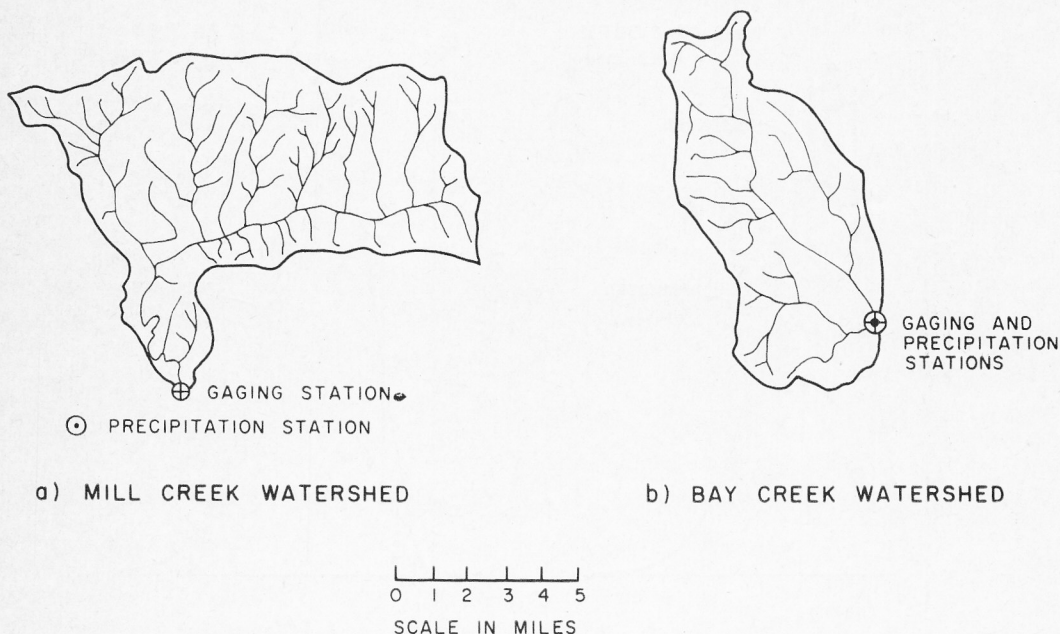 GAGING AND
PRECIPITATION
STATIONS
GAGING STATION
PRECIPITATION STATION
a) MILL CREEK WATERSHED
b) BAY CREEK WATERSHED
0 1 2 3 4 5
SCALE IN MILES